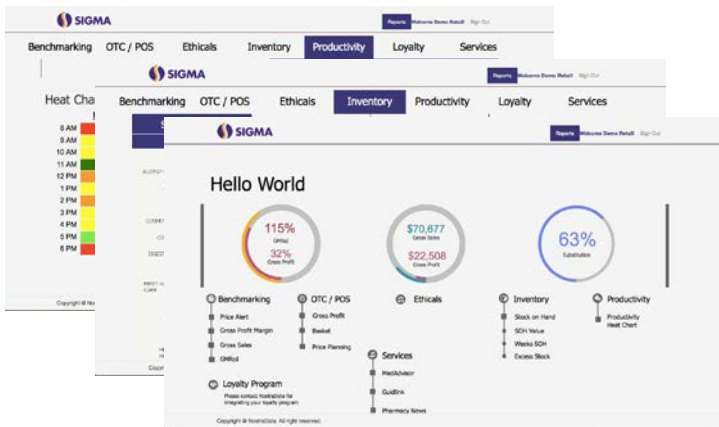 SIGMA
Reports Welcome Demo Retail Sign Out
Benchmarking OTC / POS Ethicals Inventory Productivity Loyalty Services
Heat Cha
8 AM
9 AM
10 AM
11 AM
12 PM
1 PM
2 PM
3 PM
4 PM
5 PM
6 PM
SIGMA
Reports Welcome Demo Retail Sign Out
Benchmarking OTC / POS Ethicals Inventory Productivity Loyalty Services
SIGMA
Reports Welcome Demo Retail Sign Out
Hello World
115%
GMRoI
32%
Gross Profit
$70,677
Gross Sales
$22,508
Gross Profit
63%
Substitution
Benchmarking
Price Alert
Gross Profit Margin
Gross Sales
GMRoI
OTC / POS
Gross Profit
Basket
Price Planning
Ethicals
Services
MedAdvisor
Guildlink
Pharmacy News
Inventory
Stock on Hand
SOH Value
Weeks SOH
Excess Stock
Productivity
Productivity
Heat Chart
Loyalty Program
Please contact NostraData for
integrating your loyalty program
Copyright @ NostraData. All right reserved.